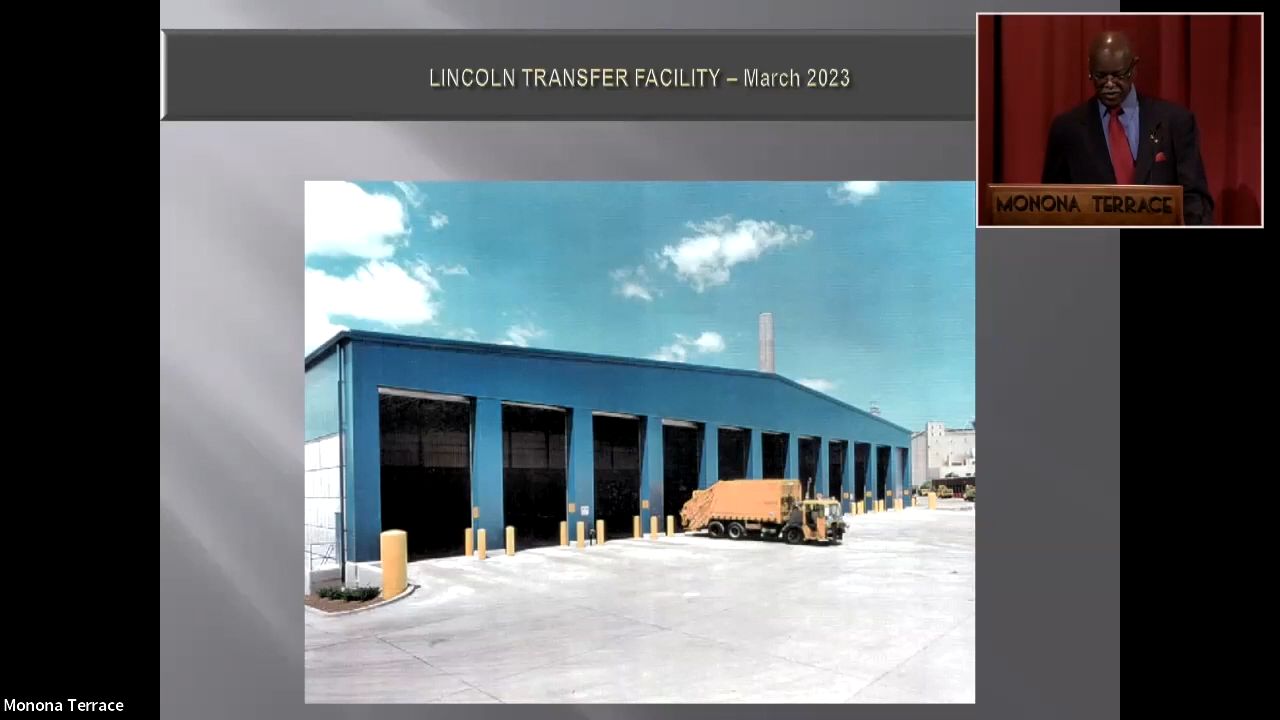 LINCOLN TRANSFER FACILITY – March 2023
MONONA TERRACE
Monona Terrace